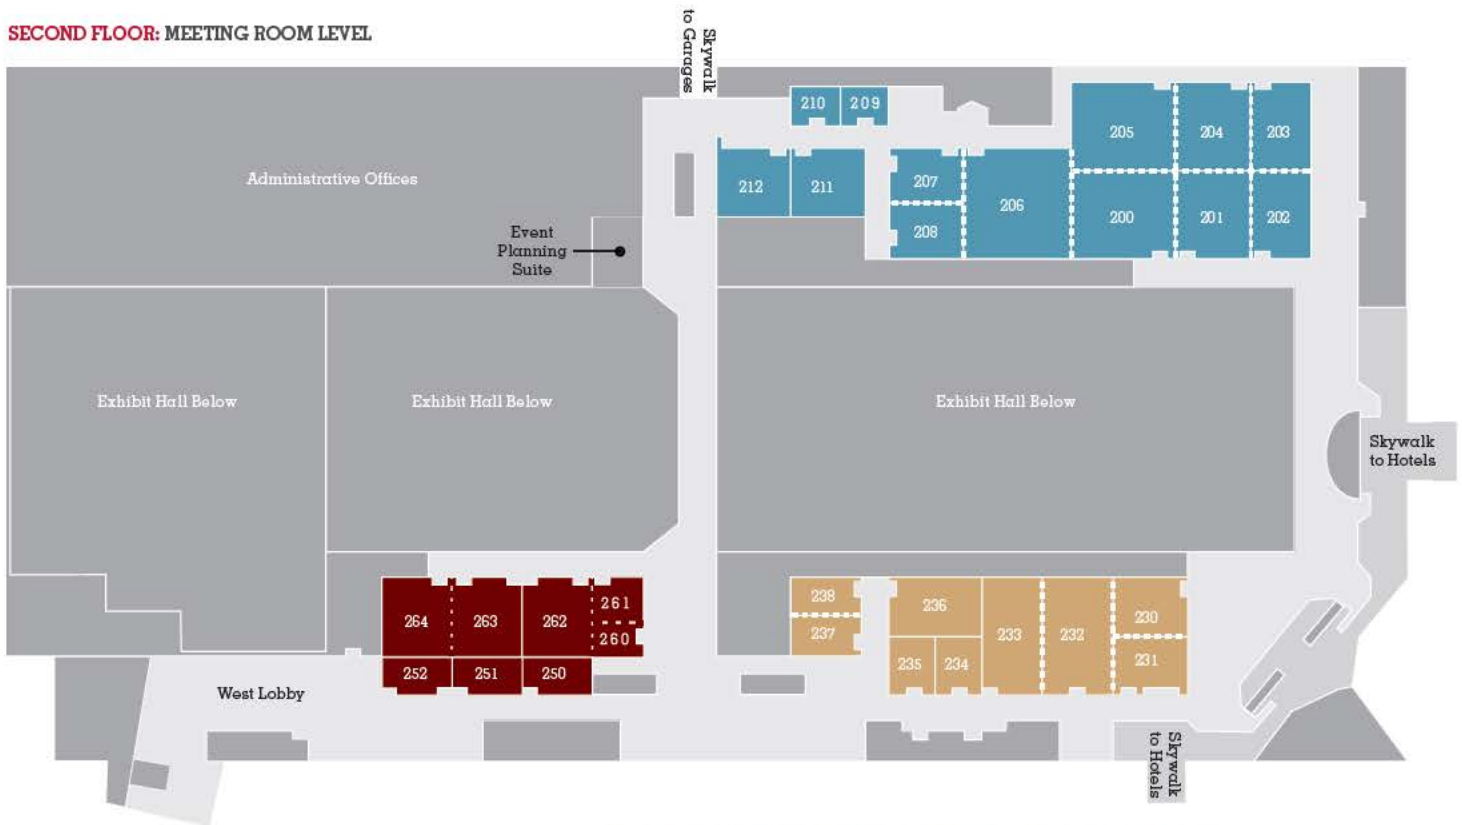 SECOND FLOOR: MEETING ROOM LEVEL
Skywalk
to Garages
210
209
205
204
203
Administrative Offices
212
211
207
206
208
200
201
202
Event
Planning
Suite
Exhibit Hall Below
Exhibit Hall Below
Exhibit Hall Below
Skywalk
to Hotels
264
263
262
261
260
238
237
236
233
232
230
231
235
234
252
251
250
West Lobby
Skywalk
to Hotels